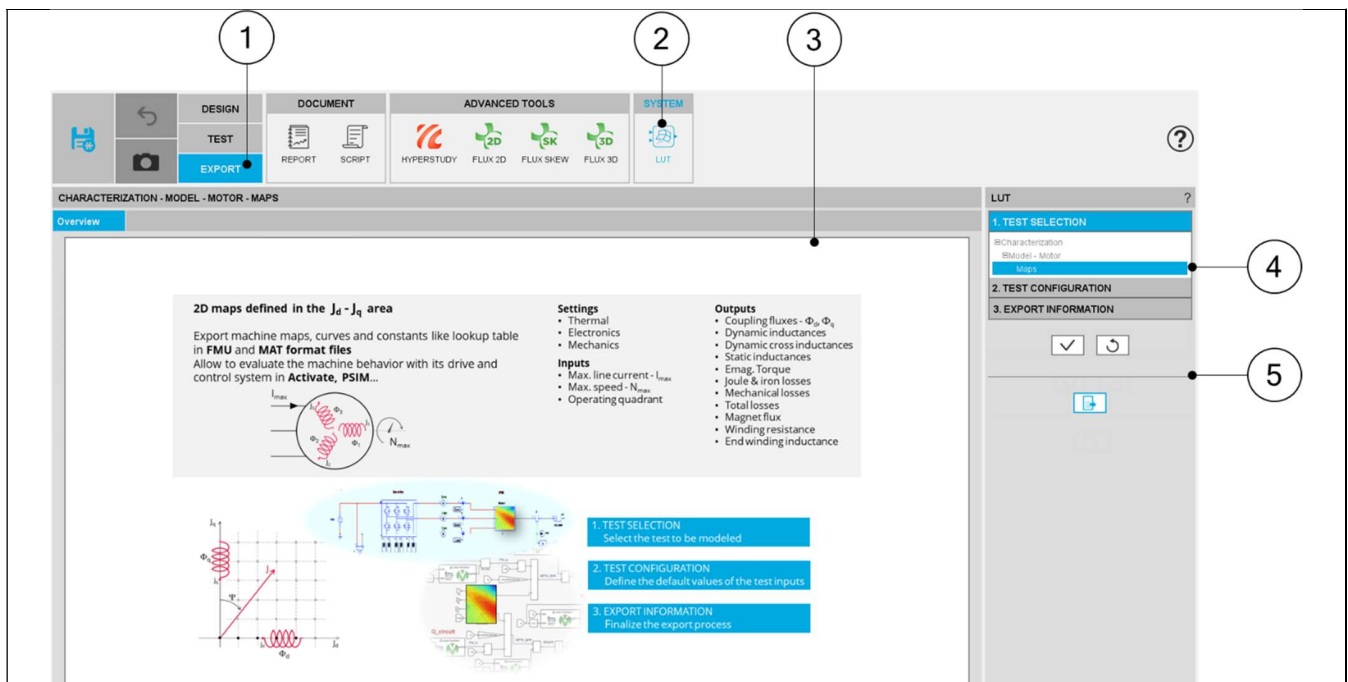 1
2
3
DESIGN
TEST
EXPORT
DOCUMENT
REPORT
SCRIPT
ADVANCED TOOLS
2D
SK
3D
HYPERSTUDY
FLUX 2D
FLUX SKEW
FLUX 3D
SYSTEM
LUT
?
CHARACTERIZATION - MODEL - MOTOR - MAPS
Overview
2D maps defined in the Jd - Jq area
Export machine maps, curves and constants like lookup table
in FMU and MAT format files
Allow to evaluate the machine behavior with its drive and
control system in Activate, PSIM...
Imax
Φ3
Φ2
Φ1
Nmax
Settings
• Thermal
• Electronics
• Mechanics
Inputs
• Max. line current - Imax
• Max. speed - Nmax
• Operating quadrant
Outputs
• Coupling fluxes - Φd, Φq
• Dynamic inductances
• Dynamic cross inductances
• Static inductances
• Emag. Torque
• Joule & iron losses
• Mechanical losses
• Total losses
• Magnet flux
• Winding resistance
• End winding inductance
Jq
Φq
J
Ψ
Φd
Jd
1. TEST SELECTION
Select the test to be modeled
2. TEST CONFIGURATION
Define the default values of the test inputs
3. EXPORT INFORMATION
Finalize the export process
LUT
?
1. TEST SELECTION
Characterization
Model - Motor
Maps
2. TEST CONFIGURATION
3. EXPORT INFORMATION
4
5